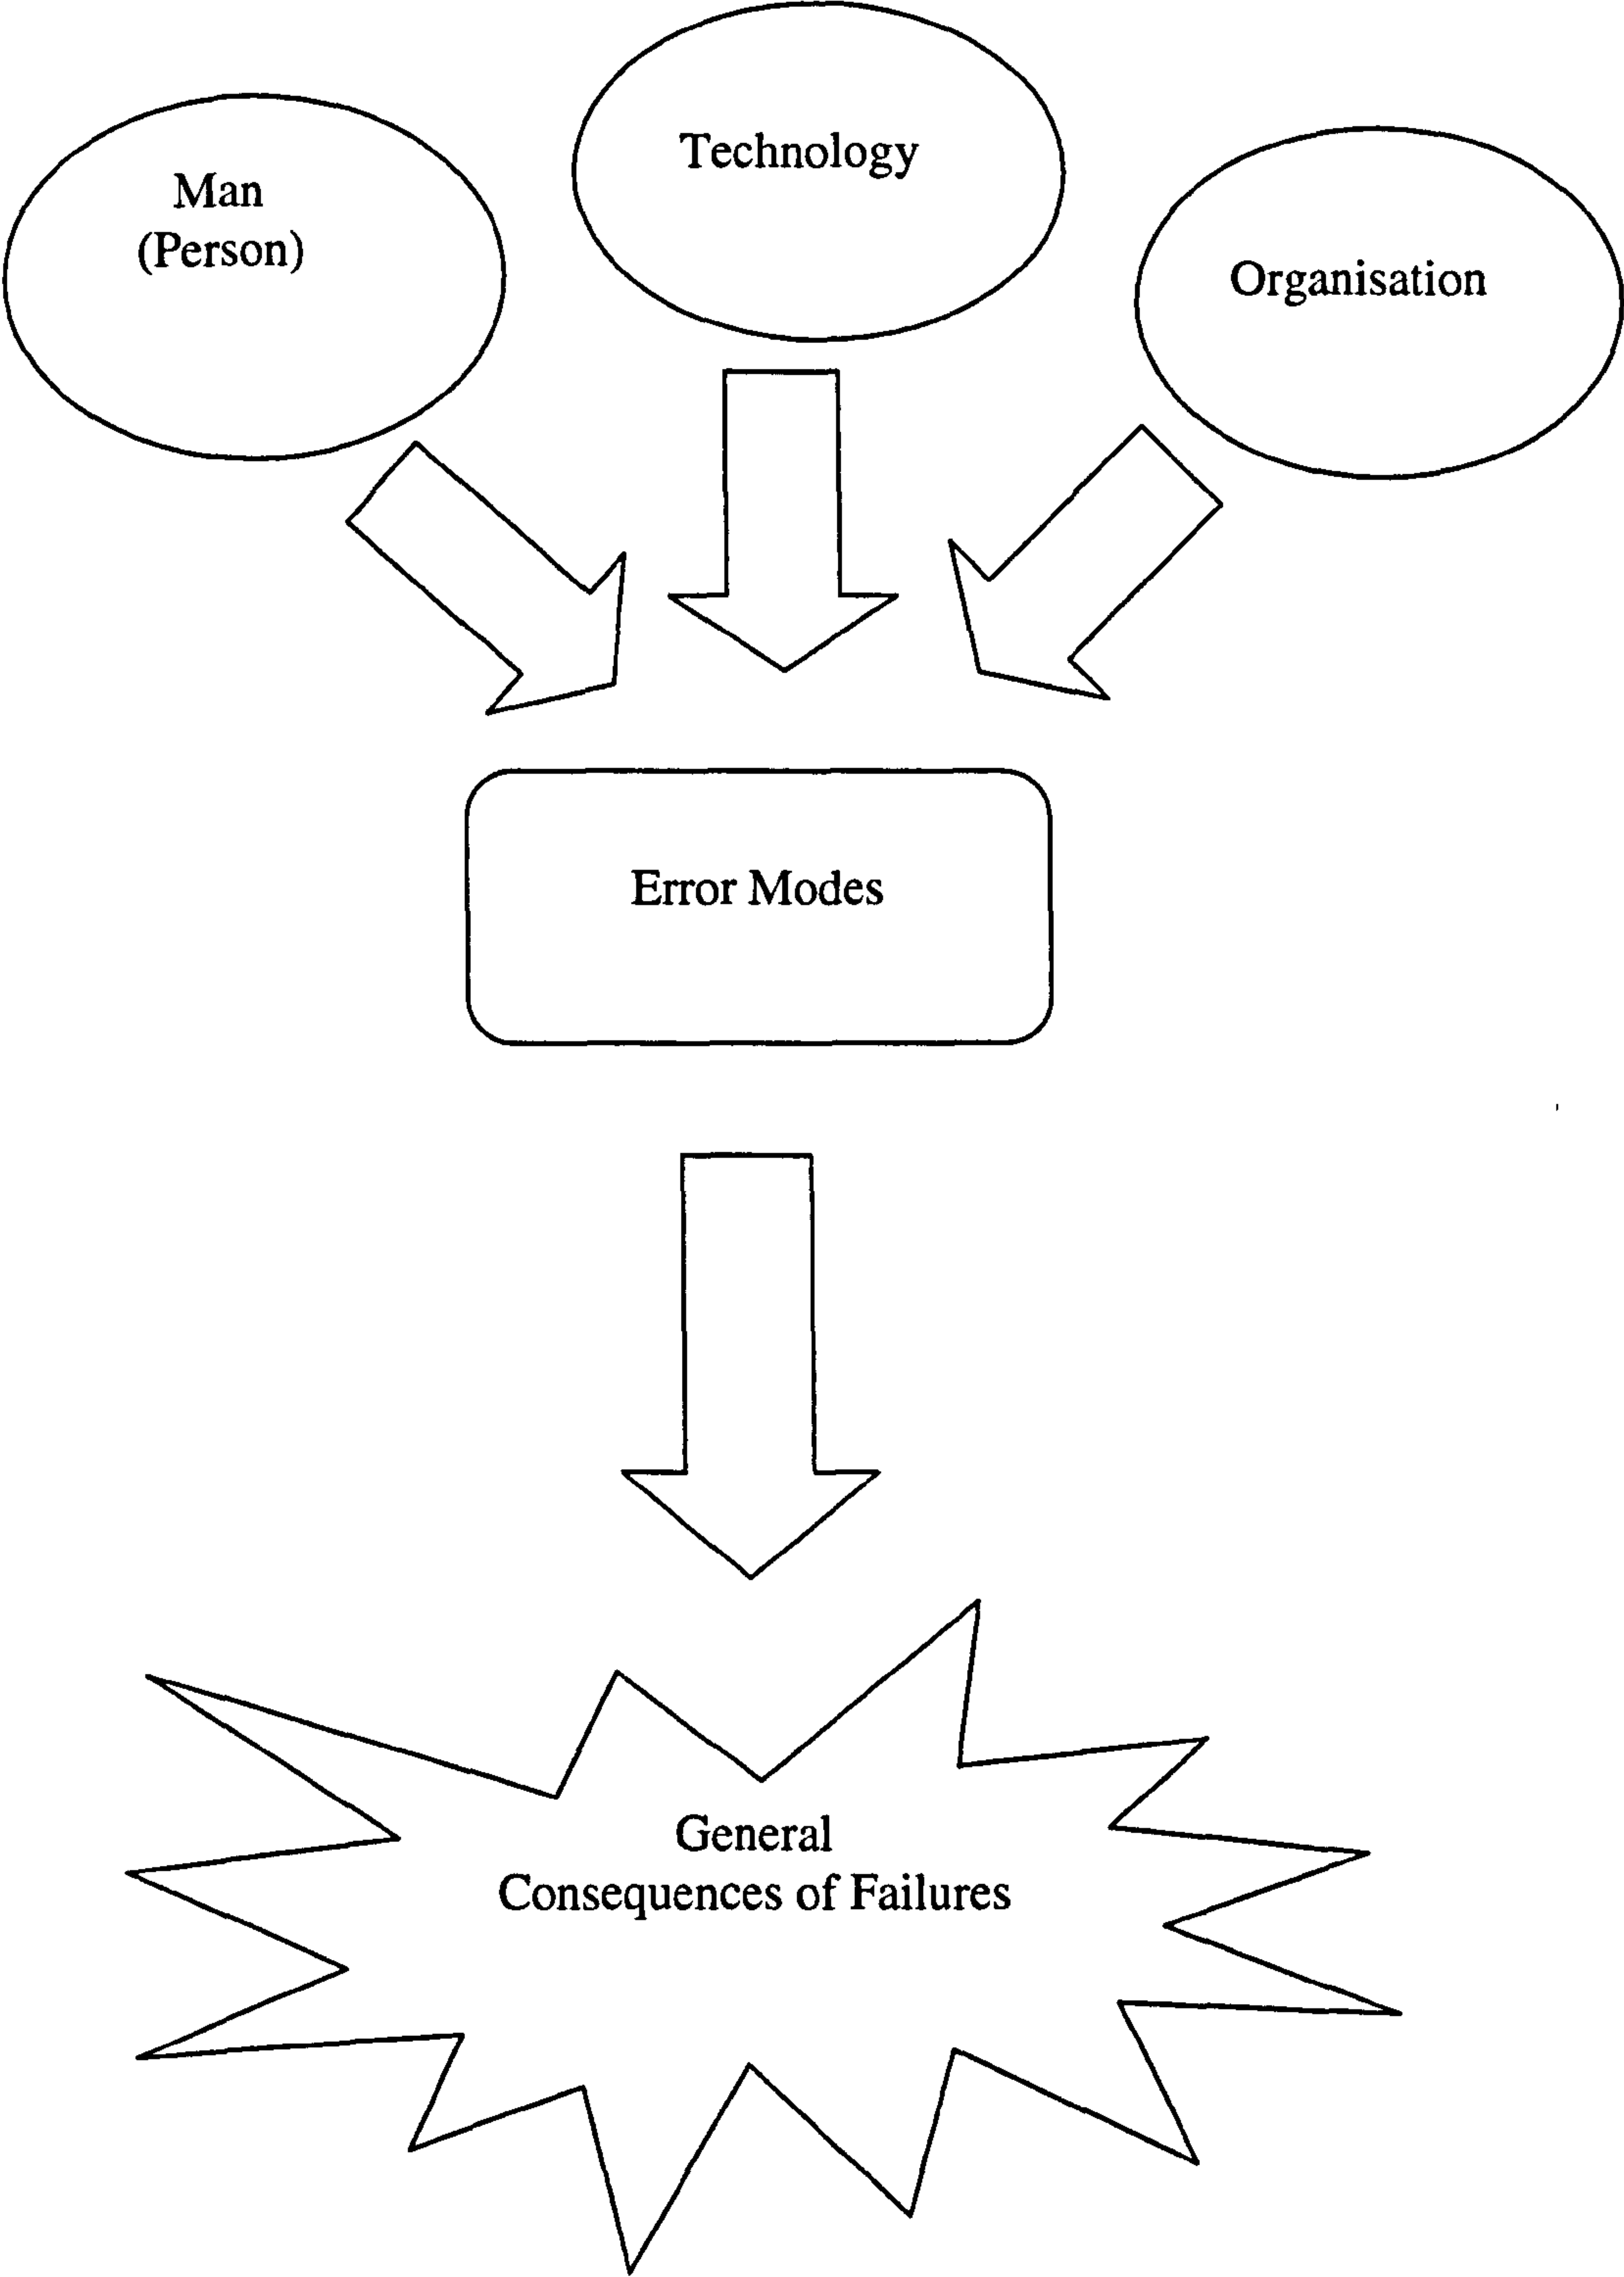 Technology
Man
(Person)
Organisation
Error Modes
General
Consequences of Failures